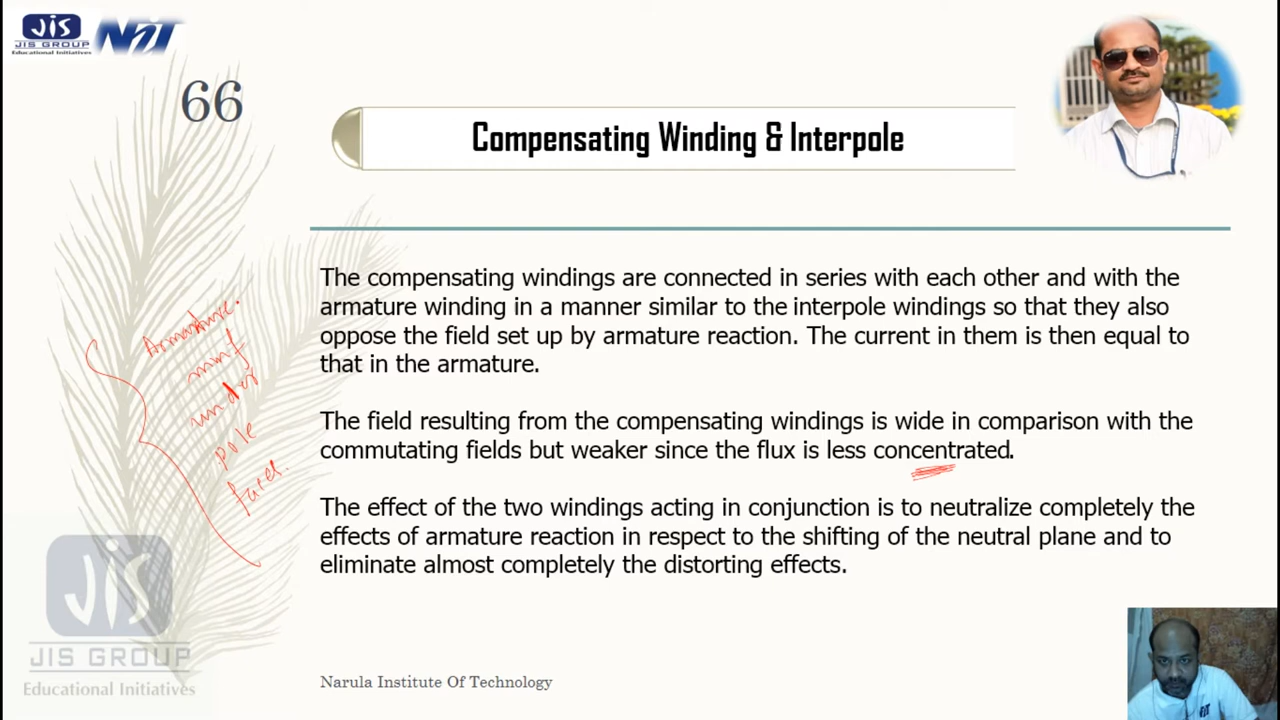 JIS
JIS GROUP
Educational Initiatives
NiT
66
Compensating Winding & Interpole
The compensating windings are connected in series with each other and with the
armature winding in a manner similar to the interpole windings so that they also
oppose the field set up by armature reaction. The current in them is then equal to
that in the armature.
The field resulting from the compensating windings is wide in comparison with the
commutating fields but weaker since the flux is less concentrated.
The effect of the two windings acting in conjunction is to neutralize completely the
effects of armature reaction in respect to the shifting of the neutral plane and to
eliminate almost completely the distorting effects.
Armature.
mmf
under
pole
faces.
JIS
JIS GROUP
Educational Initiatives
Narula Institute Of Technology